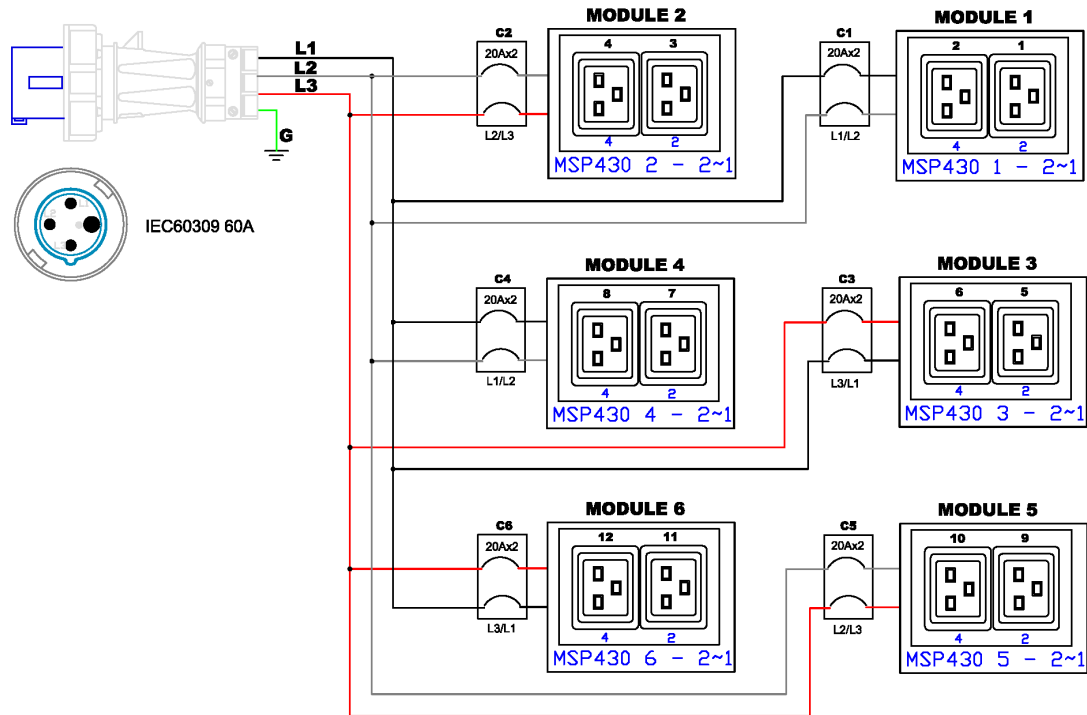 L1
L2
L3
G
IEC60309 60A
MODULE 2
C2
20Ax2
L2/L3
4 3
4 2
MSP430 2 - 2~1
MODULE 1
C1
20Ax2
L1/L2
2 1
4 2
MSP430 1 - 2~1
MODULE 4
C4
20Ax2
L1/L2
8 7
4 2
MSP430 4 - 2~1
MODULE 3
C3
20Ax2
L3/L1
6 5
4 2
MSP430 3 - 2~1
MODULE 6
C6
20Ax2
L3/L1
12 11
4 2
MSP430 6 - 2~1
MODULE 5
C5
20Ax2
L2/L3
10 9
4 2
MSP430 5 - 2~1